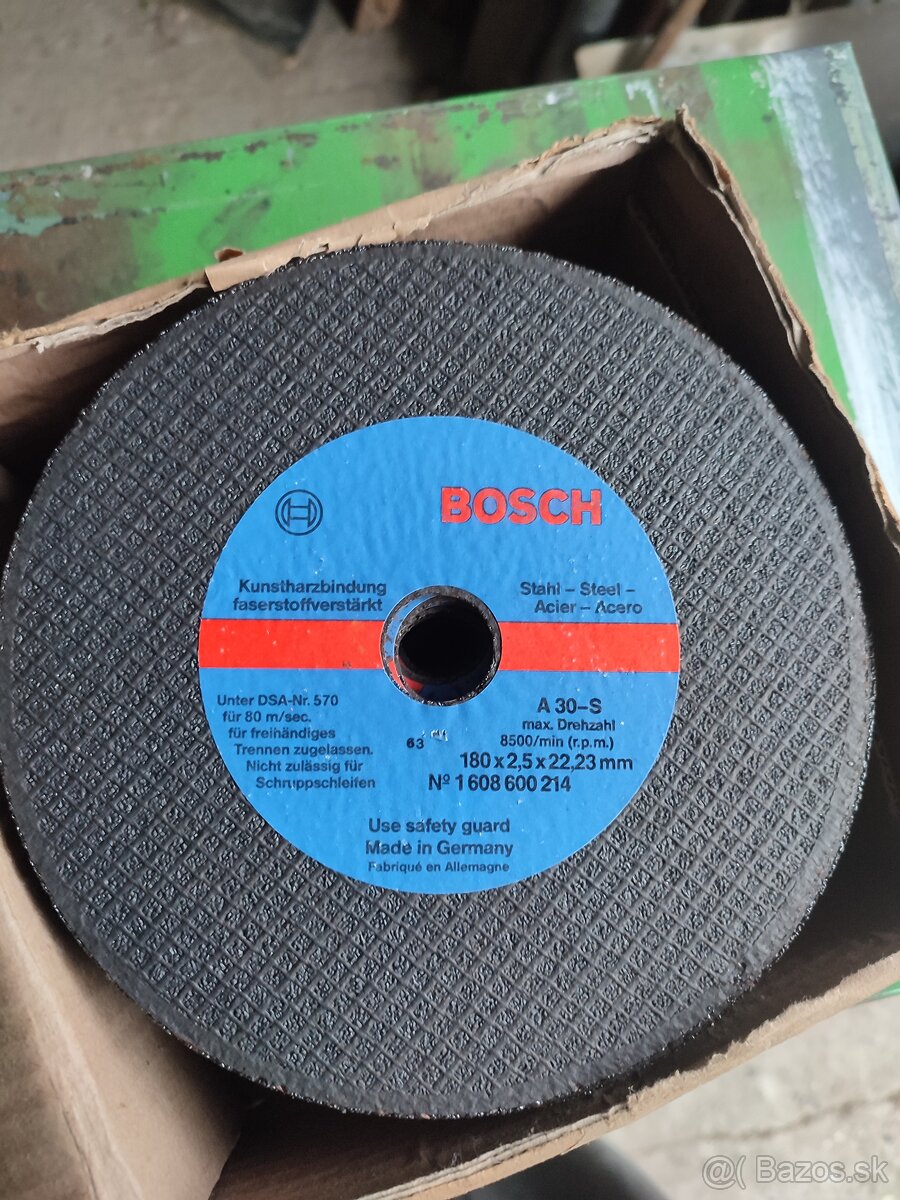 BOSCH
Kunstharzbindung
faserstoffverstärkt
Stahl – Steel –
Acier – Acero
Unter DSA-Nr. 570
für 80 m/sec.
für freihändiges
Trennen zugelassen.
Nicht zulässig für
Schruppschleifen
63
A 30–S
max. Drehzahl
8500/min (r.p.m.)
180 x 2,5 x 22,23 mm
Nº 1 608 600 214
Use safety guard
Made in Germany
Fabriqué en Allemagne
@( Bazos.sk